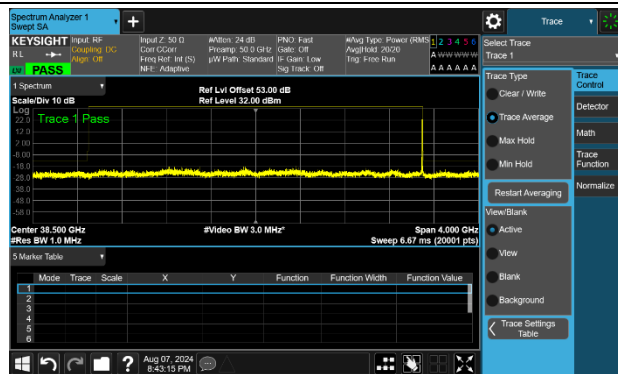 Spectrum Analyzer 1
Swept SA
+
Trace
KEYSIGHT Input: RF Input Z: 50 Ω #Atten: 24 dB PNO: Fast #Avg Type: Power (RMS 1 2 3 4 5 6
RL Coupling: DC Corr CCorr Preamp: 50.0 GHz Gate: Off Avg|Hold: 20/20 A W W W W W
Align: Off Freq Ref: Int (S) µW Path: Standard IF Gain: Low Trig: Free Run
NFE: Adaptive Sig Track: Off A A A A A A
PASS
1 Spectrum
Scale/Div 10 dB
Ref Lvl Offset 53.00 dB
Ref Level 32.00 dBm
Log
Trace 1 Pass
22.0
12.0
2.00
-8.00
-18.0
-28.0
-38.0
-48.0
-58.0
Center 38.500 GHz #Video BW 3.0 MHz* Span 4.000 GHz
#Res BW 1.0 MHz Sweep 6.67 ms (20001 pts)
5 Marker Table
Mode Trace Scale X Y Function Function Width Function Value
1
2
3
4
5
6
Aug 07, 2024
8:43:15 PM
?
Select Trace
Trace 1
Trace Type
Clear / Write
Trace Average
Max Hold
Min Hold
Restart Averaging
View/Blank
Active
View
Blank
Background
Trace Settings
Table
Trace
Control
Detector
Math
Trace
Function
Normalize